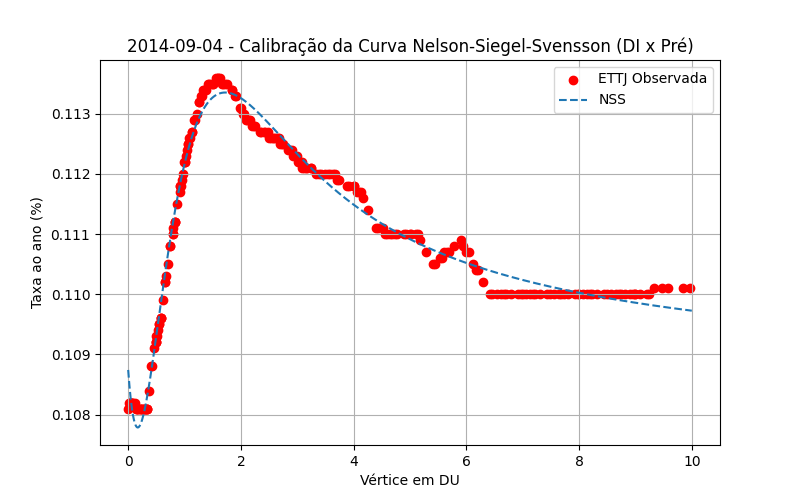 2014-09-04 - Calibração da Curva Nelson-Siegel-Svensson (DI x Pré)
ETTJ Observada
NSS
Taxa ao ano (%)
0.113
0.112
0.111
0.110
0.109
0.108
0 2 4 6 8 10
Vértice em DU